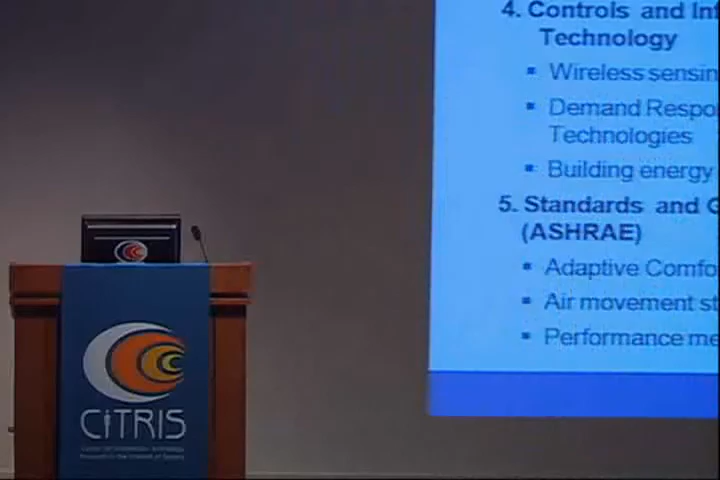 4. Controls and Inf
Technology
Wireless sensin
Demand Respo
Technologies
Building energy
5. Standards and G
(ASHRAE)
Adaptive Comfo
Air movement st
Performance me
CiTRIS